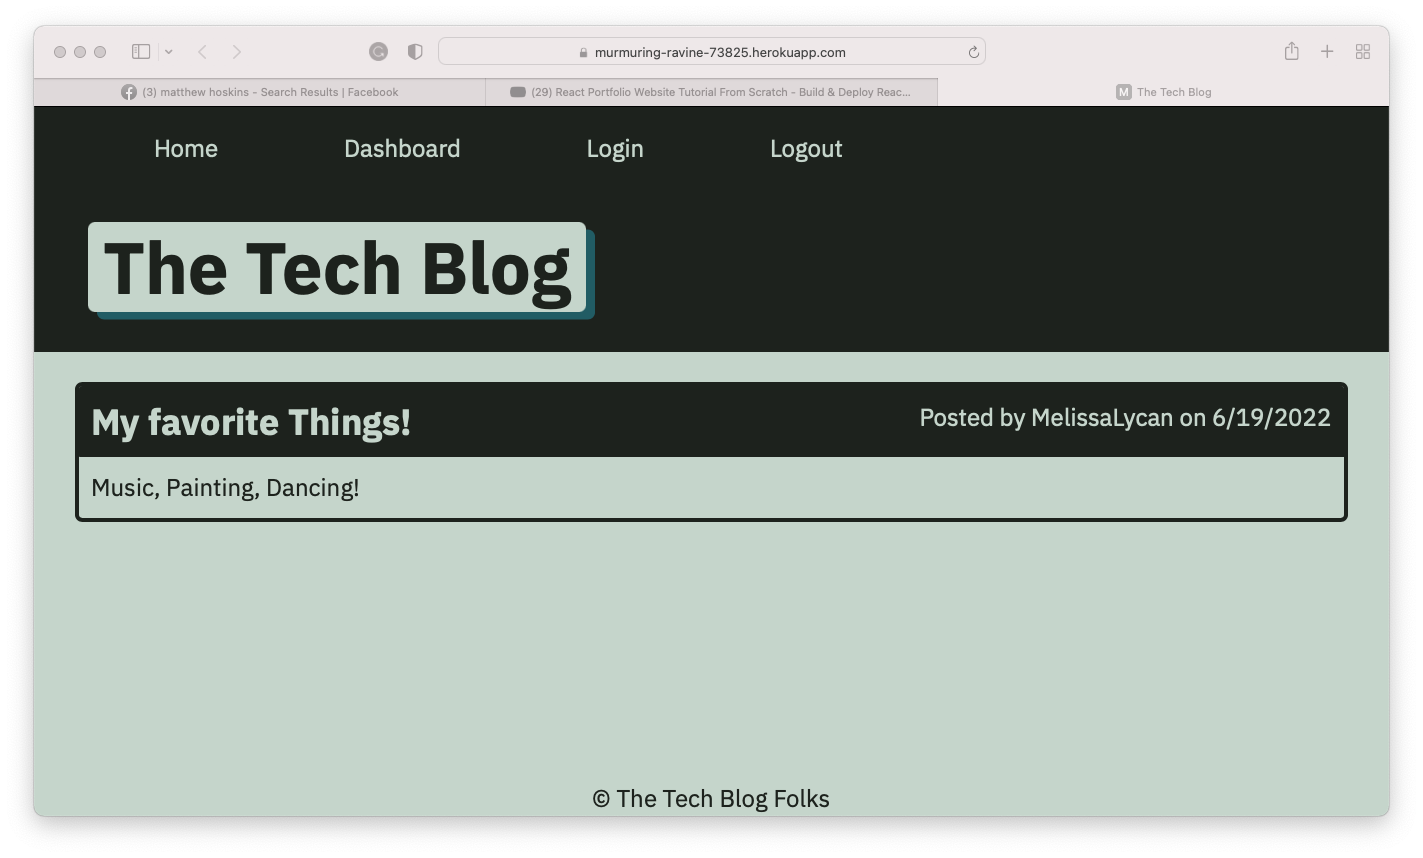 murmuring-ravine-73825.herokuapp.com
(3) matthew hoskins - Search Results | Facebook
(29) React Portfolio Website Tutorial From Scratch - Build & Deploy Reac...
M The Tech Blog
Home Dashboard Login Logout
The Tech Blog
My favorite Things!
Posted by MelissaLycan on 6/19/2022
Music, Painting, Dancing!
© The Tech Blog Folks